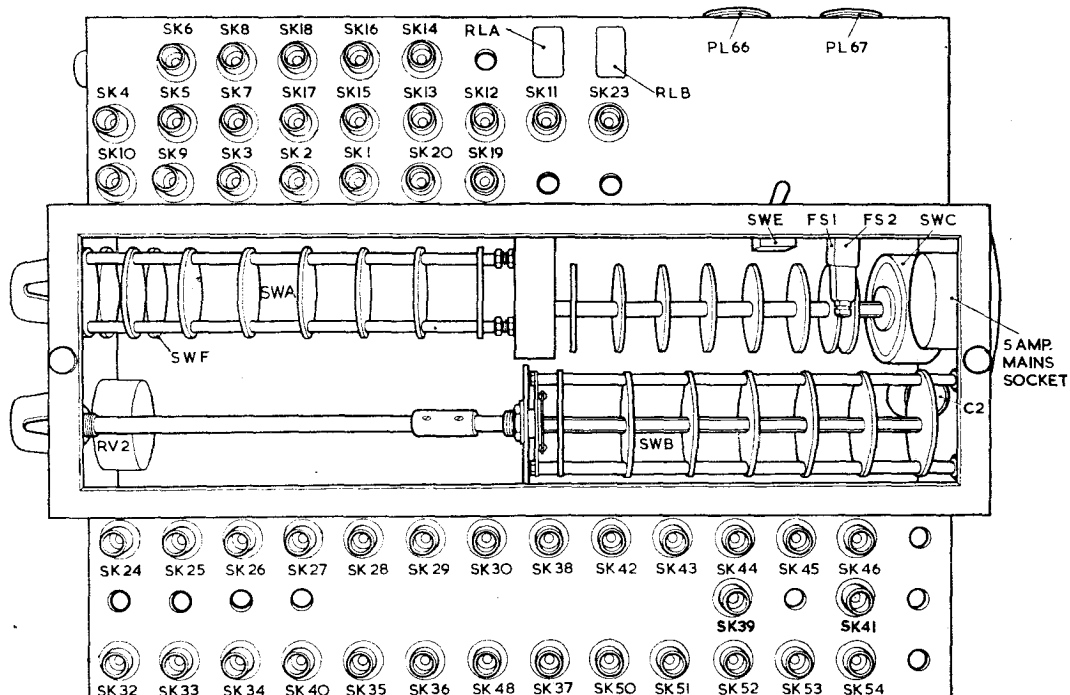 SK6 SK8 SK18 SK16 SK14 RLA PL66 PL67
SK4 SK5 SK7 SK17 SK15 SK13 SK12 SK11 SK23 RLB
SK10 SK9 SK3 SK2 SK1 SK20 SK19
SWE FS1 FS2 SWC
SWA
SWF
5 AMP.
MAINS
SOCKET
C2
RV2
SWB
SK24 SK25 SK26 SK27 SK28 SK29 SK30 SK38 SK42 SK43 SK44 SK45 SK46
SK39 SK41
SK32 SK33 SK34 SK40 SK35 SK36 SK48 SK37 SK50 SK51 SK52 SK53 SK54